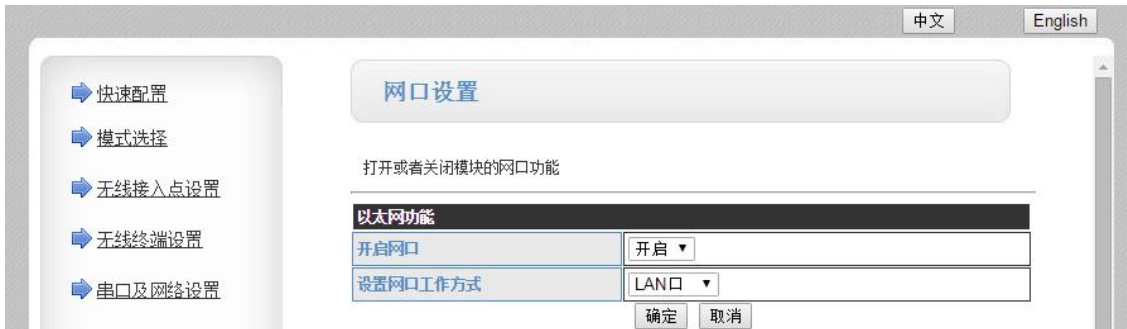 中文 English
快速配置
模式选择
无线接入点设置
无线终端设置
串口及网络设置
网口设置
打开或者关闭模块的网口功能
以太网功能
开启网口 开启
设置网口工作方式 LAN口
确定 取消